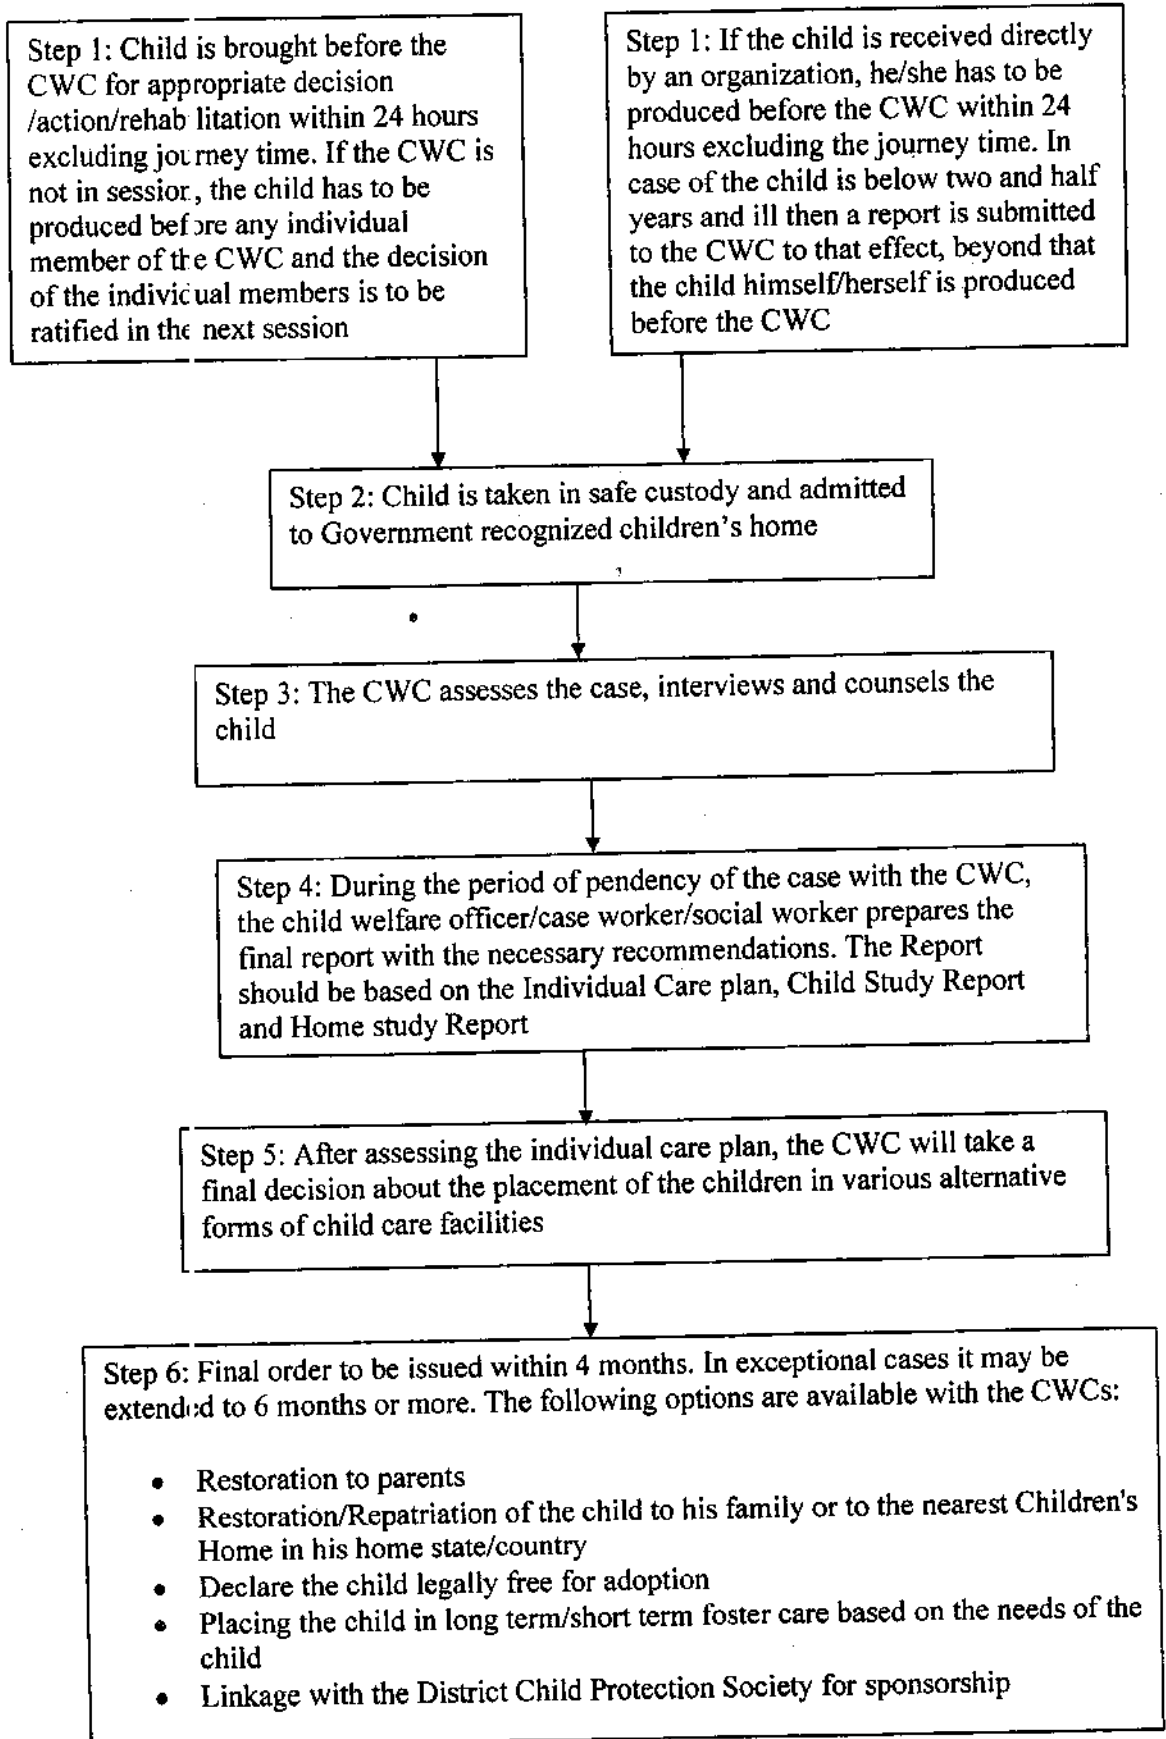 Step 1: Child is brought before the
CWC for appropriate decision
/action/rehab litation within 24 hours
excluding journey time. If the CWC is
not in session, the child has to be
produced before any individual
member of the CWC and the decision
of the individual members is to be
ratified in the next session
Step 1: If the child is received directly
by an organization, he/she has to be
produced before the CWC within 24
hours excluding the journey time. In
case of the child is below two and half
years and ill then a report is submitted
to the CWC to that effect, beyond that
the child himself/herself is produced
before the CWC
Step 2: Child is taken in safe custody and admitted
to Government recognized children's home
Step 3: The CWC assesses the case, interviews and counsels the
child
Step 4: During the period of pendency of the case with the CWC,
the child welfare officer/case worker/social worker prepares the
final report with the necessary recommendations. The Report
should be based on the Individual Care plan, Child Study Report
and Home study Report
Step 5: After assessing the individual care plan, the CWC will take a
final decision about the placement of the children in various alternative
forms of child care facilities
Step 6: Final order to be issued within 4 months. In exceptional cases it may be
extended to 6 months or more. The following options are available with the CWCs:
• Restoration to parents
• Restoration/Repatriation of the child to his family or to the nearest Children's
Home in his home state/country
• Declare the child legally free for adoption
• Placing the child in long term/short term foster care based on the needs of the
child
• Linkage with the District Child Protection Society for sponsorship